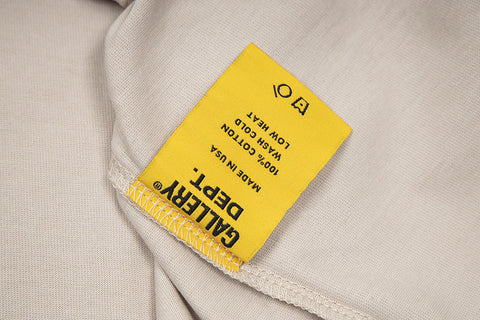 GALLERY®
DEPT.
MADE IN USA
100% COTTON
WASH COLD
LOW HEAT